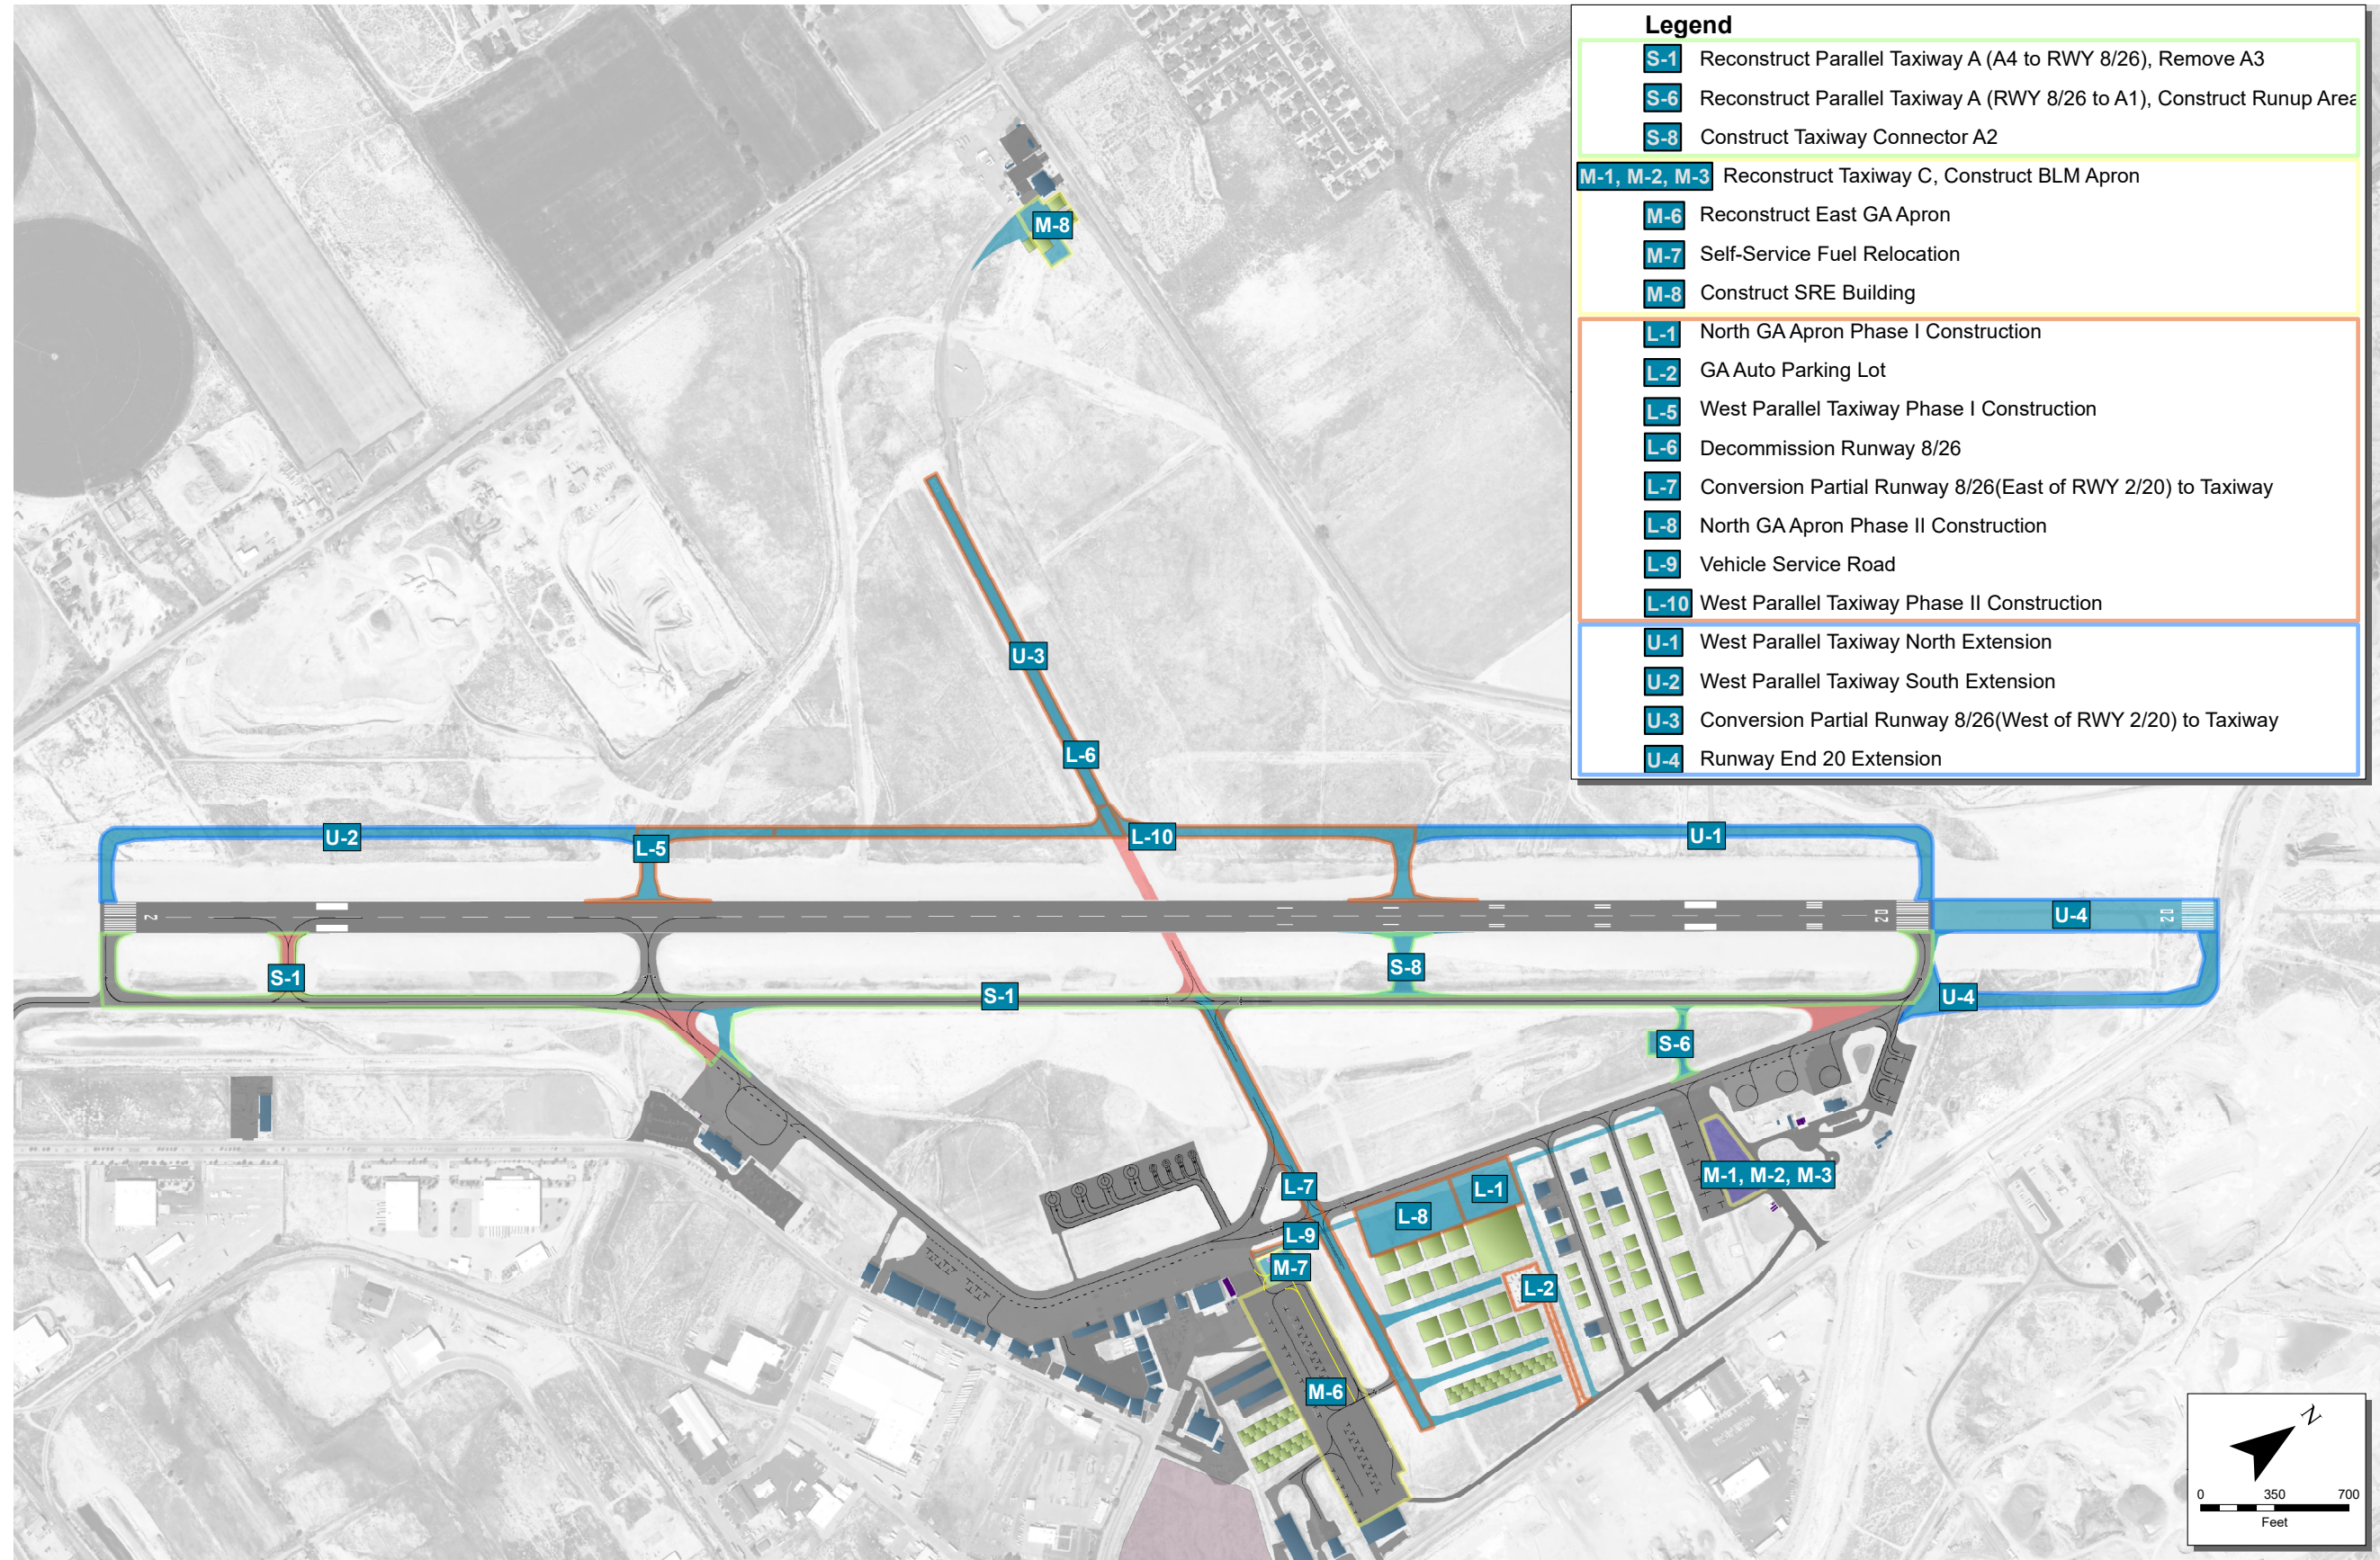 Legend
S-1 Reconstruct Parallel Taxiway A (A4 to RWY 8/26), Remove A3
S-6 Reconstruct Parallel Taxiway A (RWY 8/26 to A1), Construct Runup Area
S-8 Construct Taxiway Connector A2
M-1, M-2, M-3 Reconstruct Taxiway C, Construct BLM Apron
M-6 Reconstruct East GA Apron
M-7 Self-Service Fuel Relocation
M-8 Construct SRE Building
L-1 North GA Apron Phase I Construction
L-2 GA Auto Parking Lot
L-5 West Parallel Taxiway Phase I Construction
L-6 Decommission Runway 8/26
L-7 Conversion Partial Runway 8/26(East of RWY 2/20) to Taxiway
L-8 North GA Apron Phase II Construction
L-9 Vehicle Service Road
L-10 West Parallel Taxiway Phase II Construction
U-1 West Parallel Taxiway North Extension
U-2 West Parallel Taxiway South Extension
U-3 Conversion Partial Runway 8/26(West of RWY 2/20) to Taxiway
U-4 Runway End 20 Extension
M-8
U-3
L-6
U-2
L-5
L-10
U-1
2
20
U-4
20
S-1
S-8
S-1
U-4
S-6
M-1, M-2, M-3
L-7
L-1
L-8
L-9
M-7
L-2
M-6
N
0 350 700
Feet